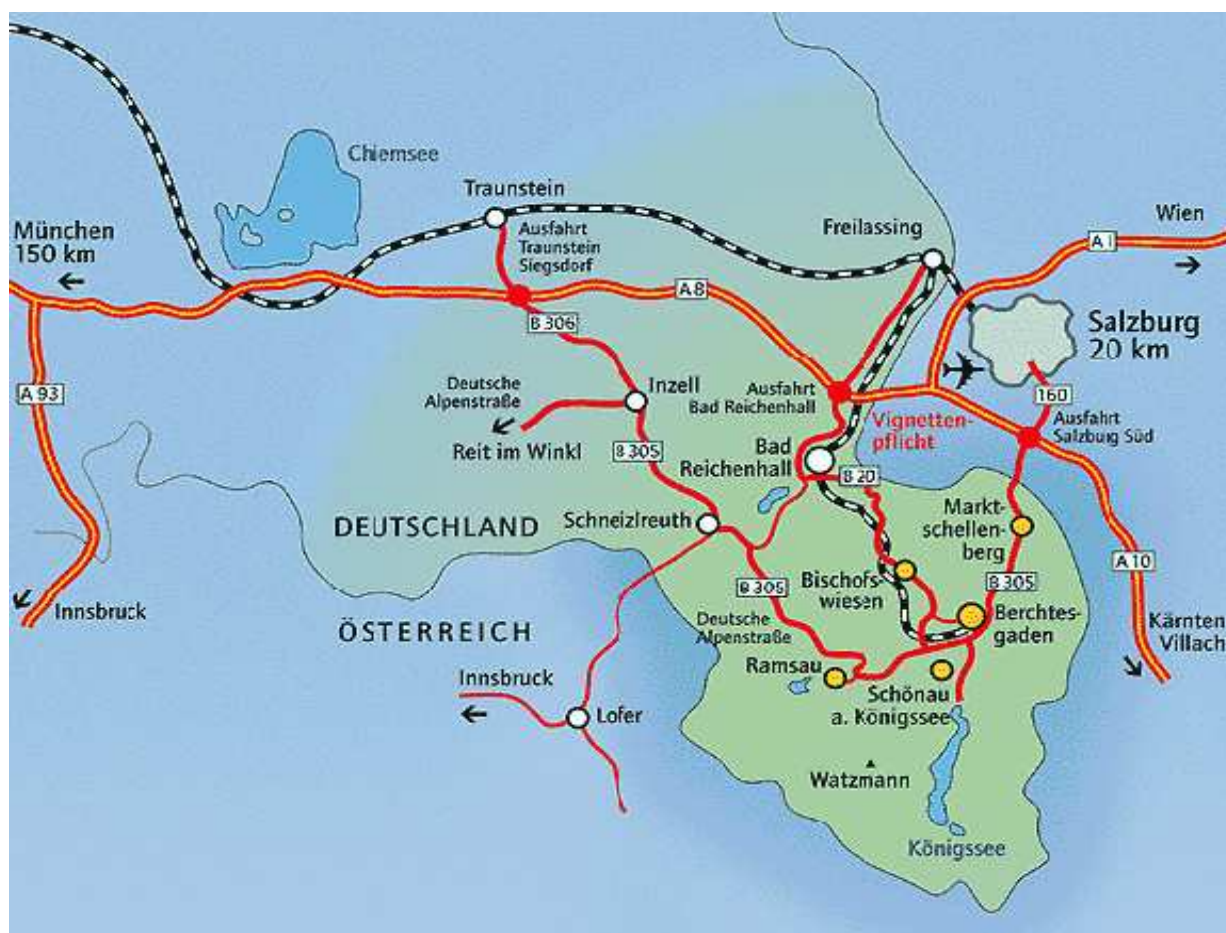 Chiemsee
Traunstein
Ausfahrt
Traunstein
Siegsdorf
München
150 km
Freilassing
Wien
A 1
A 8
Salzburg
20 km
B 306
A 93
Deutsche
Alpenstraße
Inzell
Reit im Winkl
B 305
Ausfahrt
Bad Reichenhall
Vignetten-
pflicht
160
Ausfahrt
Salzburg Süd
Bad
Reichenhall
B 20
DEUTSCHLAND
Schneizlreuth
Markt-
schellen-
berg
A 10
Bischofs-
wiesen
B 305
B 305
Berchtes-
gaden
Innsbruck
ÖSTERREICH
Deutsche
Alpenstraße
Kärnten
Villach
Ramsau
Innsbruck
Schönau
a. Königssee
Lofer
Watzmann
Königssee